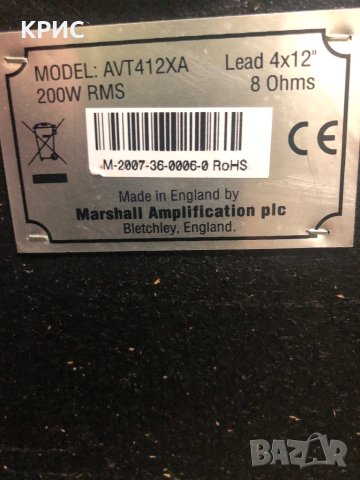 КРИС
MODEL: AVT412XA Lead 4x12"
200W RMS 8 Ohms
CE
M-2007-36-0006-0 RoHS
Made in England by
Marshall Amplification plc
Bletchley, England.
BAZAR